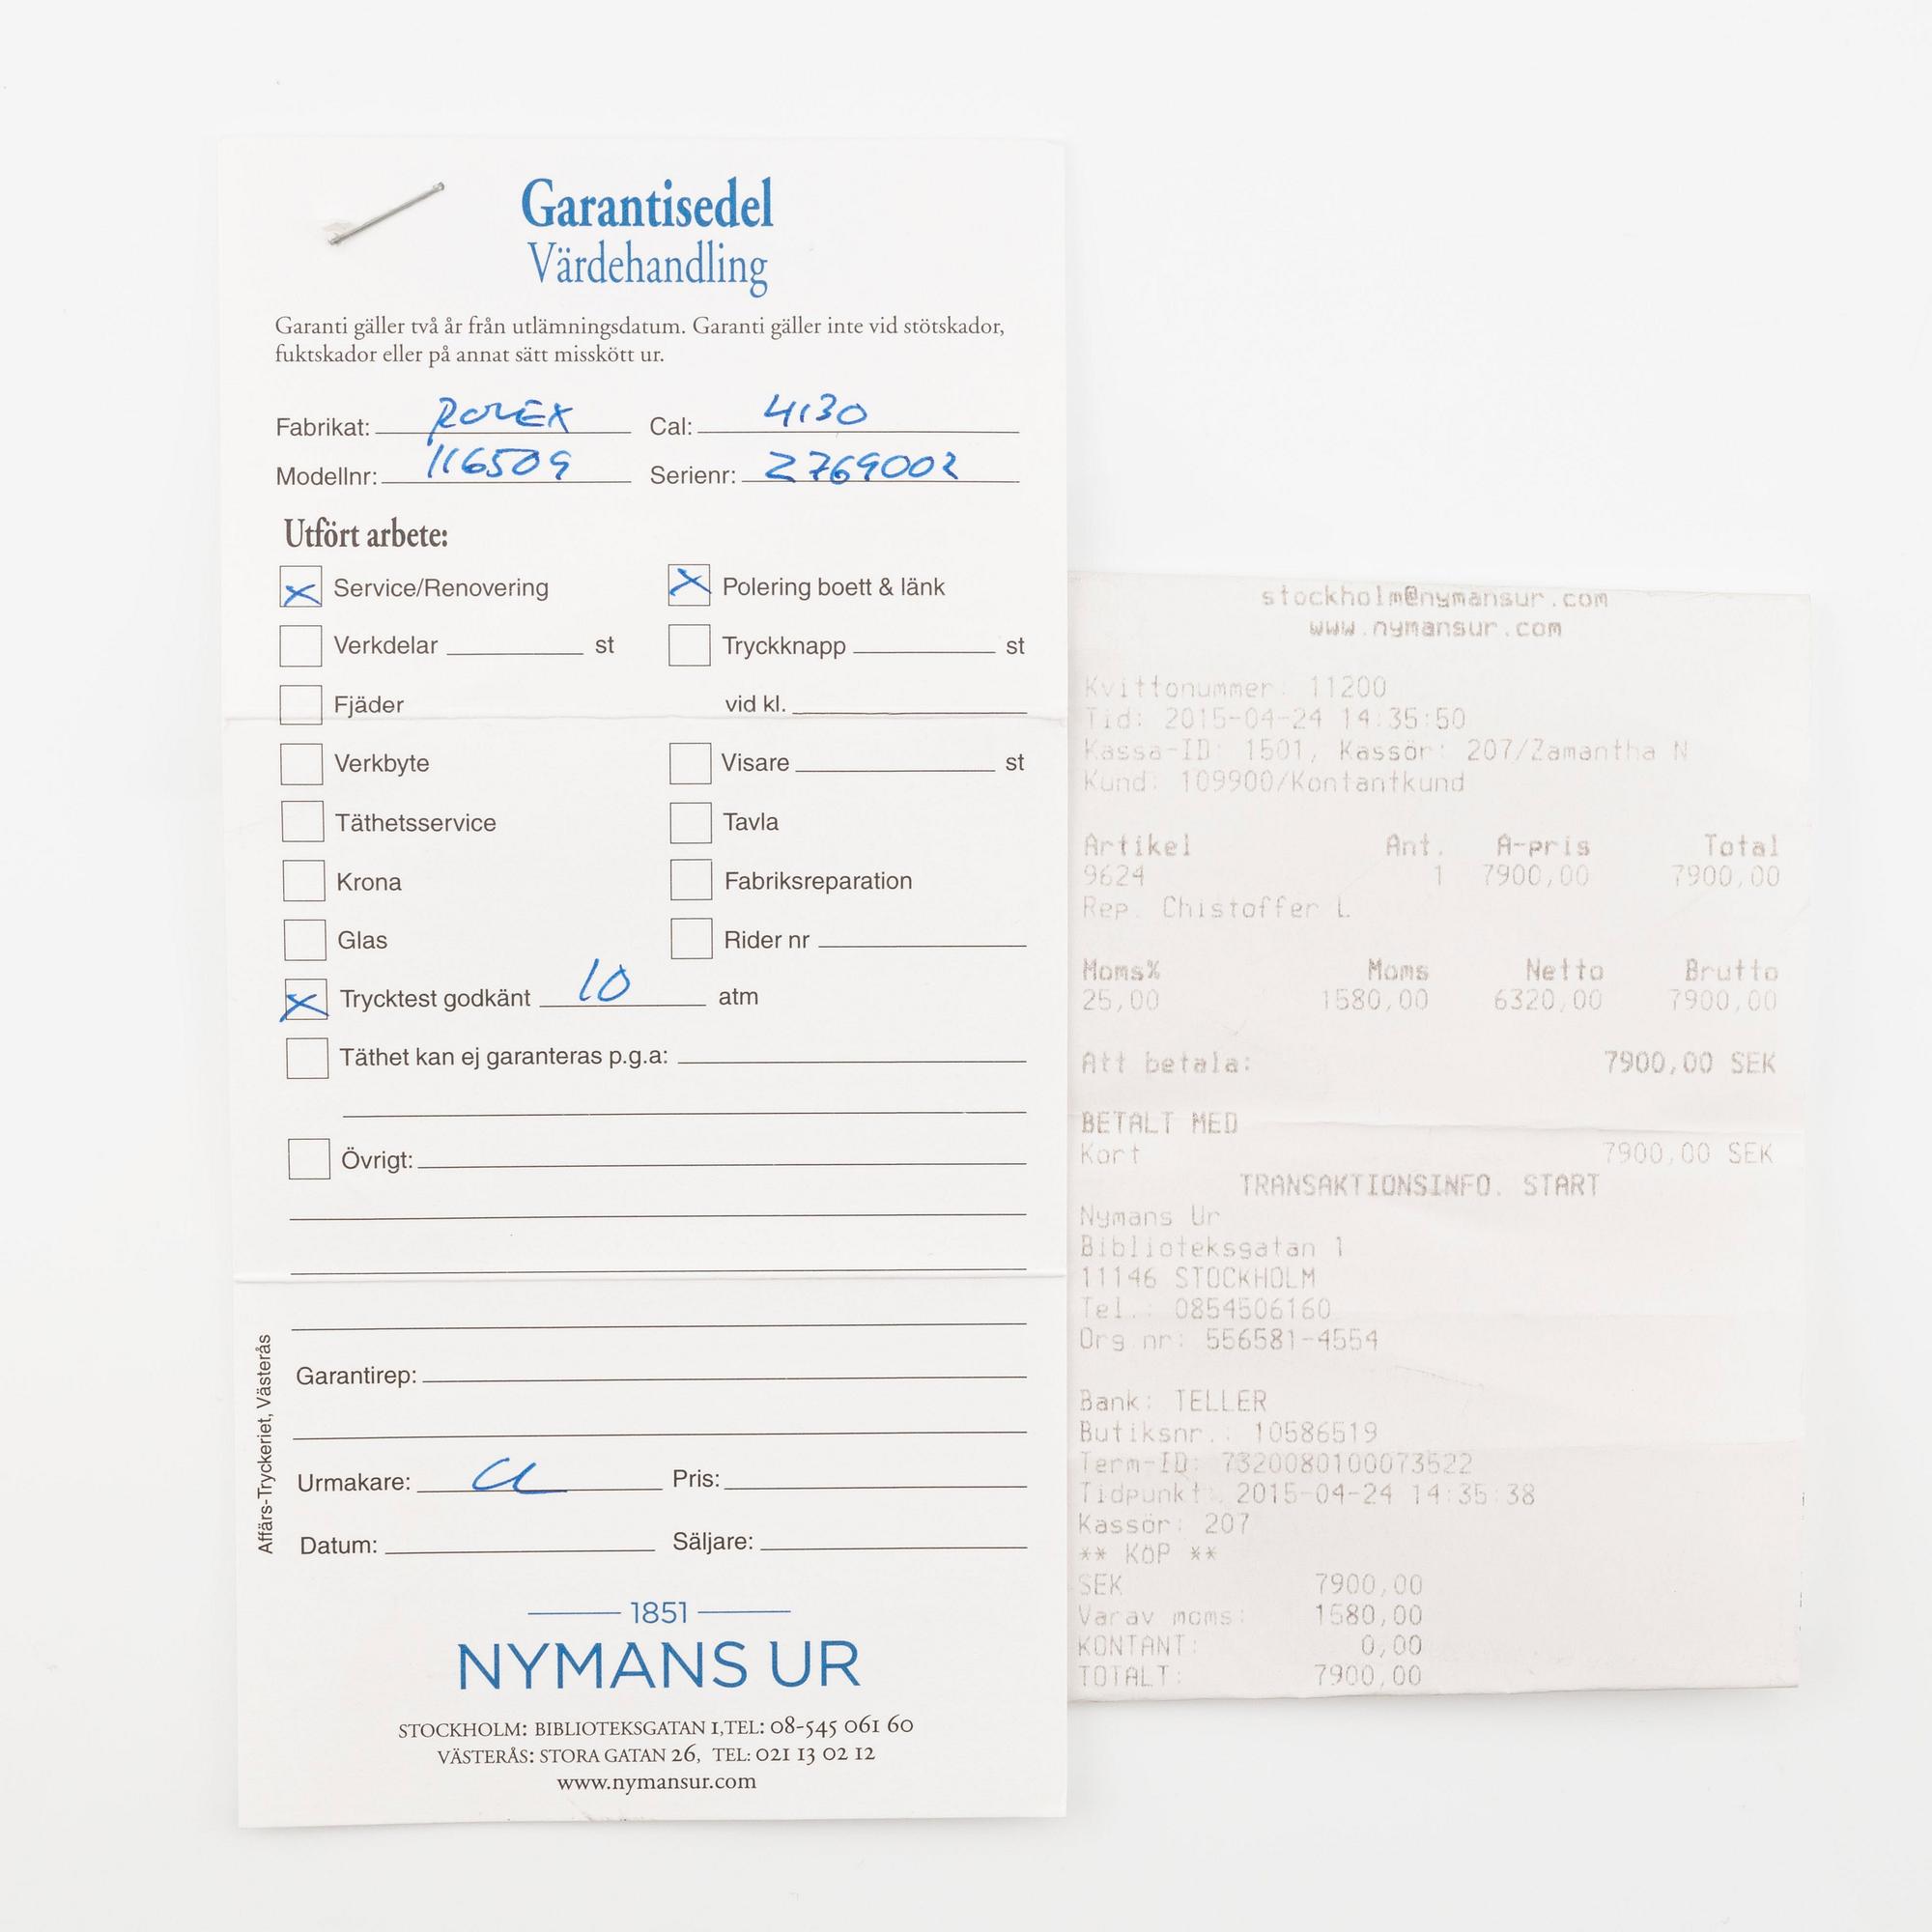 Garantisedel
Värdehandling
Garanti gäller två år från utlämningsdatum. Garanti gäller inte vid stötskador,
fuktskador eller på annat sätt misskött ur.
Fabrikat: ROLEX Cal: 4130
Modellnr: 116509 Serienr: 2769002
Utfört arbete:
Service/Renovering Polering boett & länk
Verkdelar st Tryckknapp st
Fjäder vid kl.
Verkbyte Visare st
Täthetsservice Tavla
Krona Fabriksreparation
Glas Rider nr
Trycktest godkänt 10 atm
Täthet kan ej garanteras p.g.a:
Övrigt:
Garantirep:
Urmakare: CL Pris:
Datum: Säljare:
Affärs-Tryckeriet, Västerås
1851
NYMANS UR
STOCKHOLM: BIBLIOTEKSGATAN 1,TEL: 08-545 061 60
VÄSTERÅS: STORA GATAN 26, TEL: 021 13 02 12
www.nymansur.com
stockholm@nymansur.com
www.nymansur.com
Kvittonummer: 11200
Tid: 2015-04-24 14:35:50
Kassa-ID: 1501, Kassör: 207/Zamantha N
Kund: 109900/Kontantkund
Artikel Ant. A-pris Total
9624 1 7900,00 7900,00
Rep. Chistoffer L
Moms% Moms Netto Brutto
25,00 1580,00 6320,00 7900,00
Att betala: 7900,00 SEK
BETALT MED
Kort 7900,00 SEK
TRANSAKTIONSINFO. START
Nymans Ur
Biblioteksgatan 1
11146 STOCKHOLM
Tel.: 0854506160
Org.nr: 556581-4554
Bank: TELLER
Butiksnr.: 10586519
Term-ID: 7320080100073522
Tidpunkt: 2015-04-24 14:35:38
Kassör: 207
** KÖP **
SEK 7900,00
Varav moms: 1580,00
KONTANT: 0,00
TOTALT: 7900,00